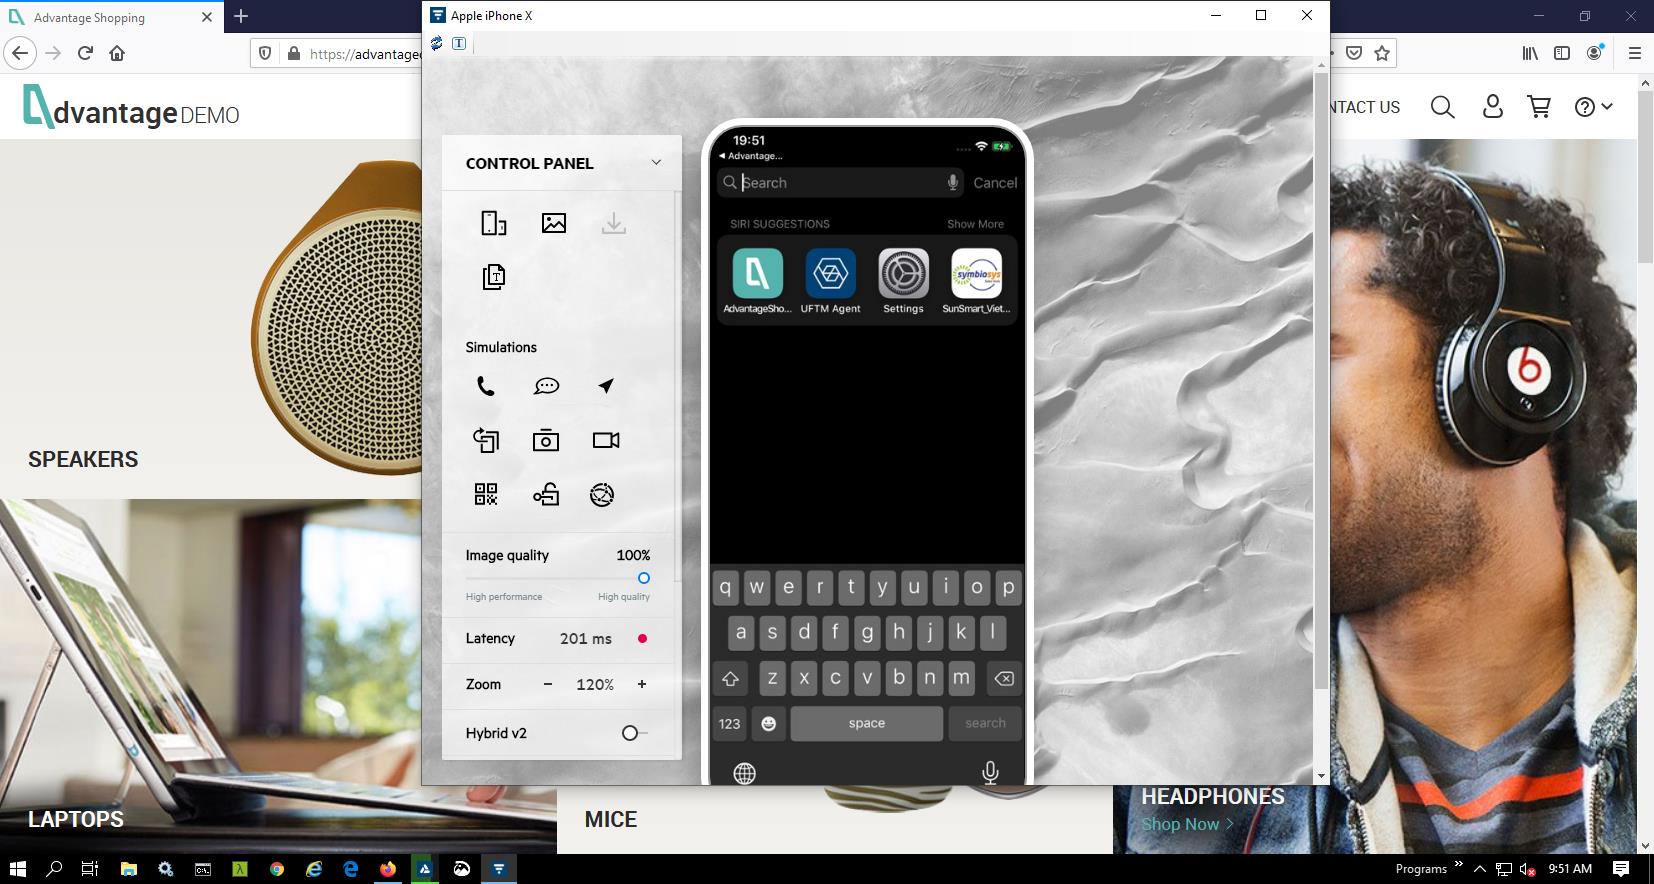 Advantage Shopping
https://advantage
Apple iPhone X
T
AdvantageDEMO
NTACT US
SPEAKERS
LAPTOPS
MICE
HEADPHONES
Shop Now
CONTROL PANEL
T
Simulations
Image quality 100%
High performance High quality
Latency 201 ms
Zoom - 120% +
Hybrid v2
19:51
Advantage...
Search Cancel
SIRI SUGGESTIONS Show More
symbiosys
AdvantageSho... UFTM Agent Settings SunSmart_Viet...
q w e r t y u i o p
a s d f g h j k l
z x c v b n m
123 space search
b
Programs 9:51 AM